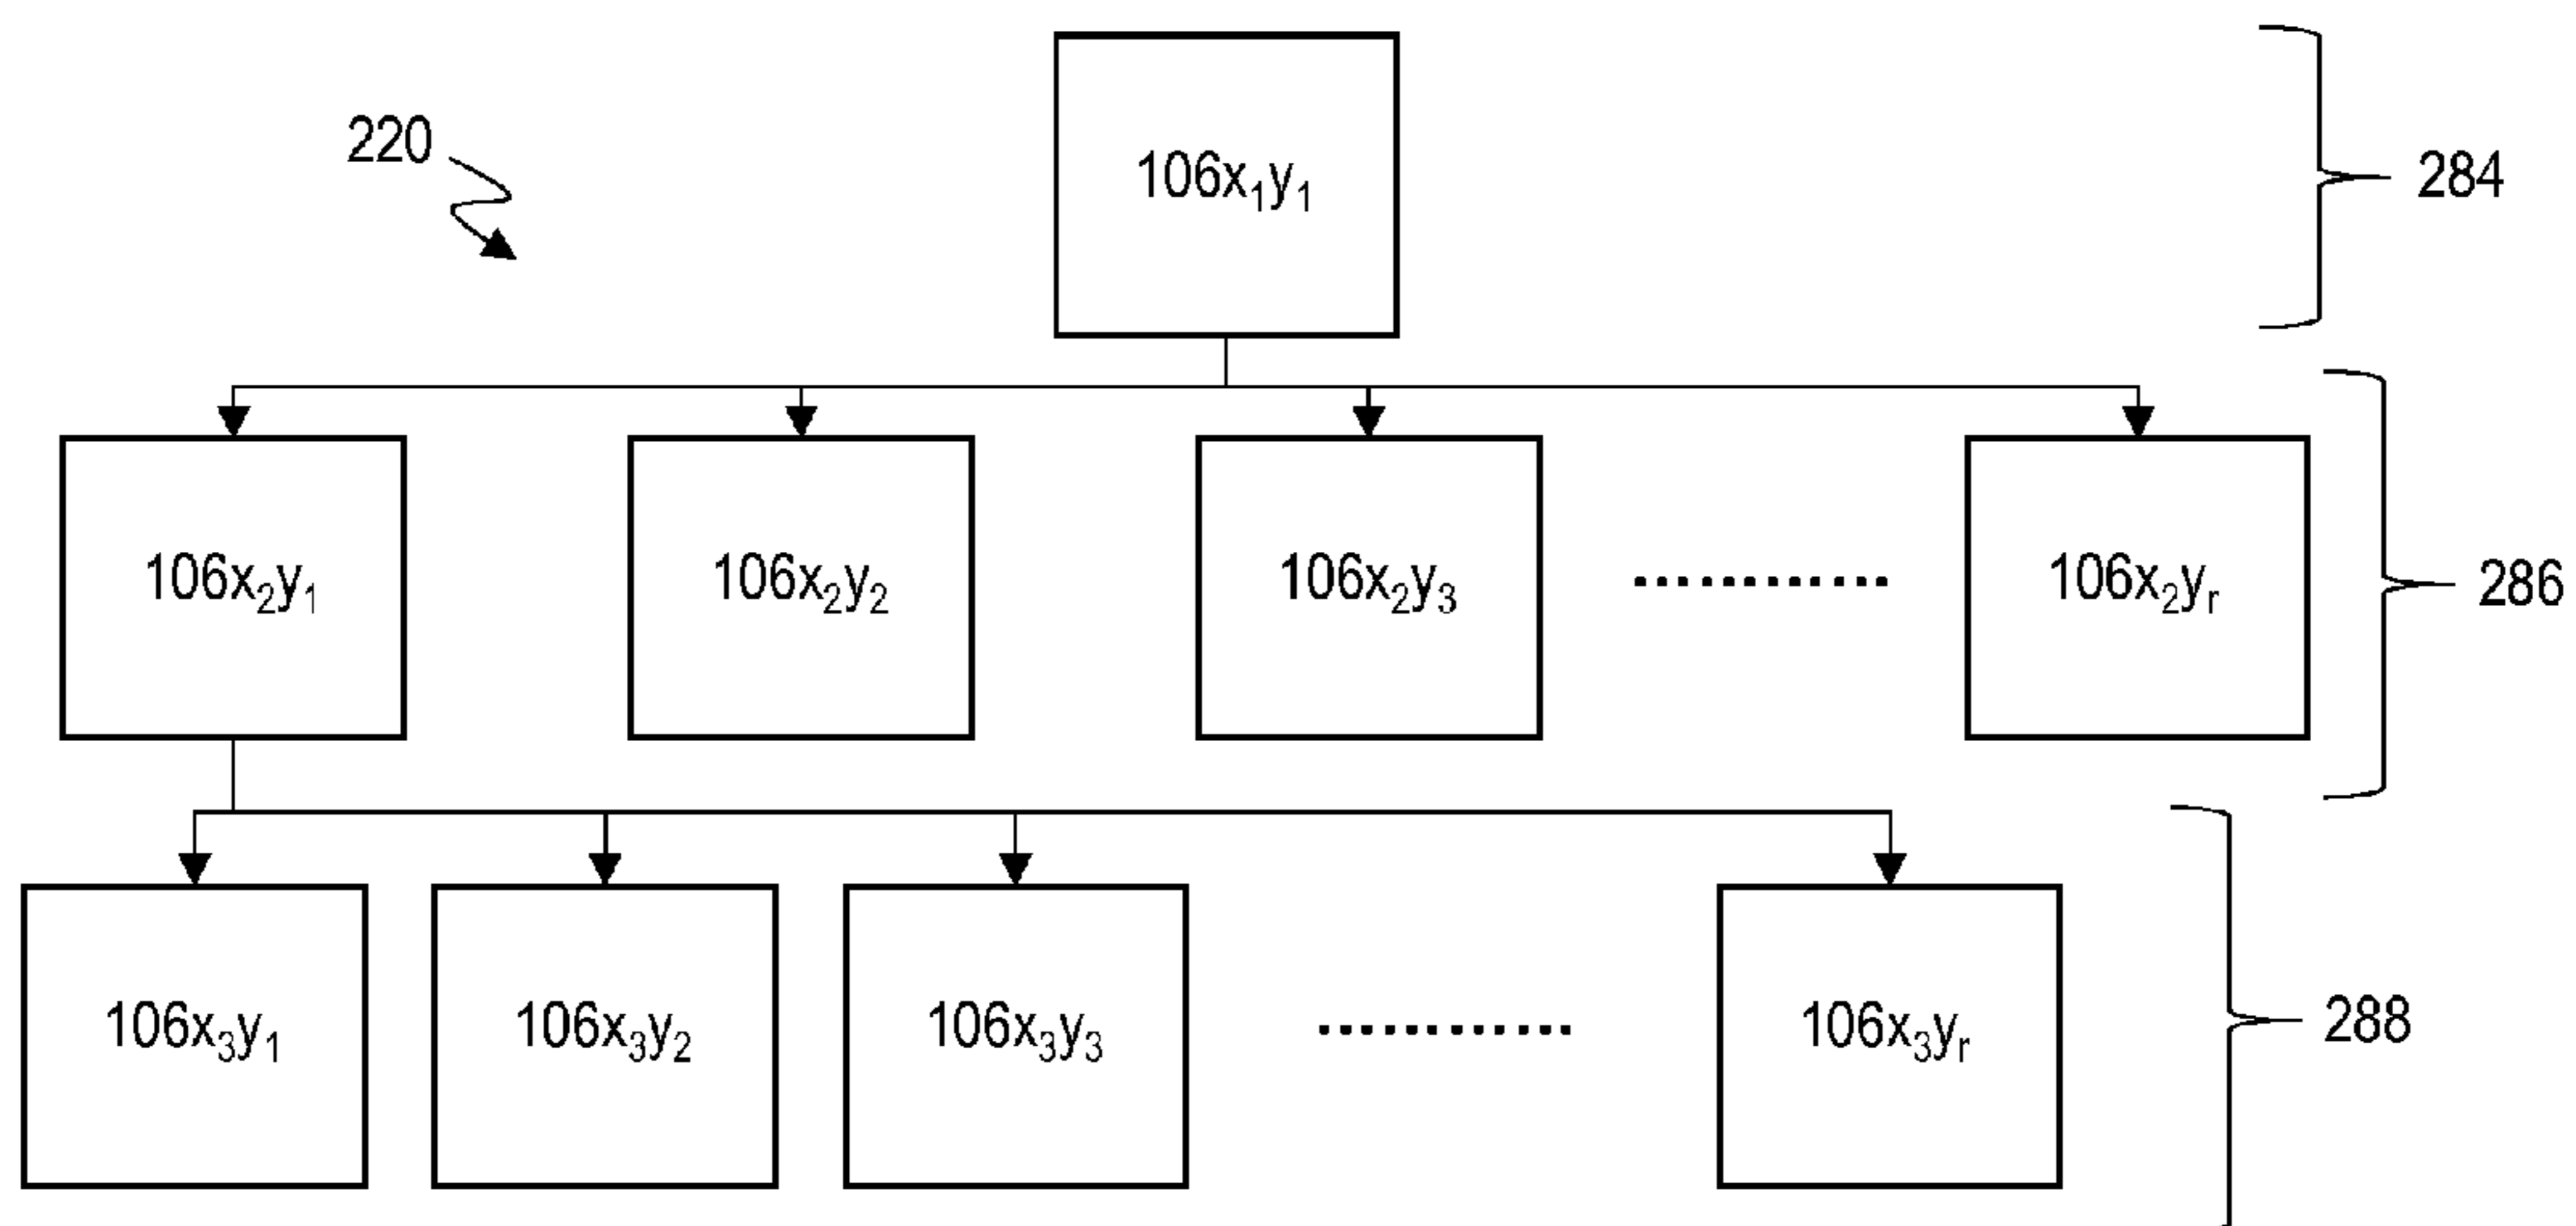 220
106x₁y₁
284
106x₂y₁ 106x₂y₂ 106x₂y₃ ............ 106x₂yᵣ
286
106x₃y₁ 106x₃y₂ 106x₃y₃ ............ 106x₃yᵣ
288